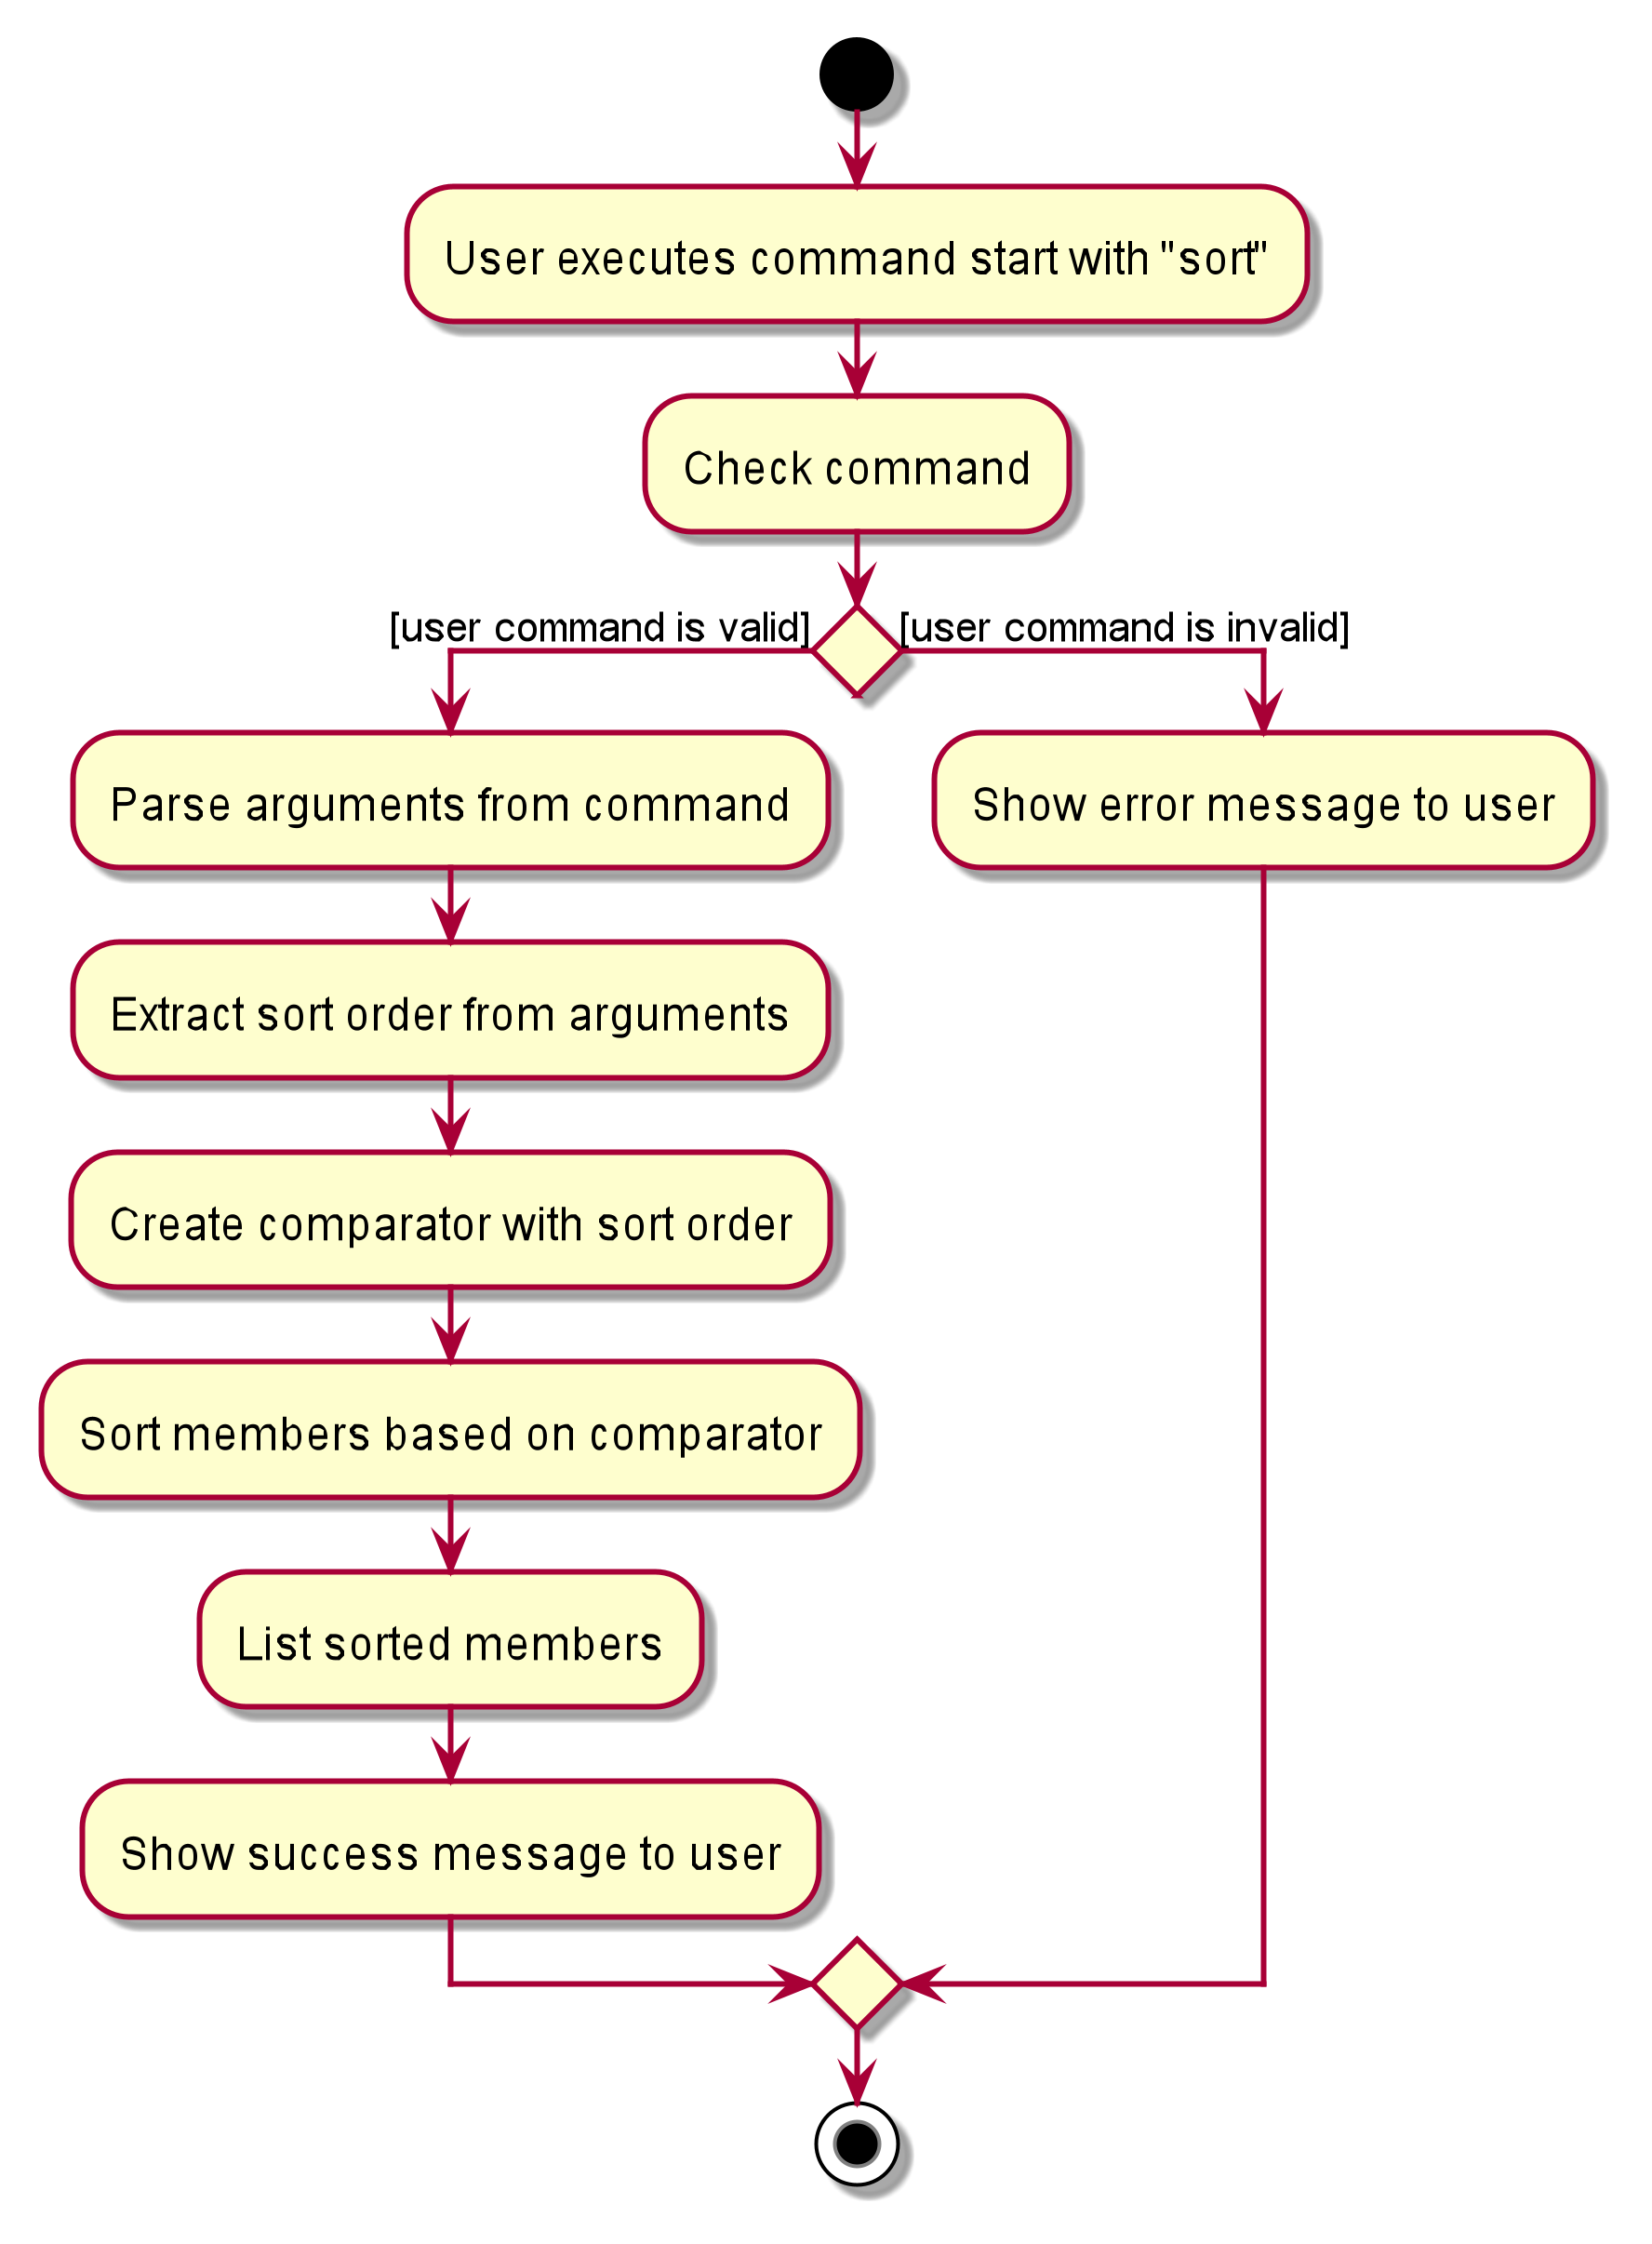 User executes command start with "sort"
Check command
[user command is valid]
[user command is invalid]
Parse arguments from command
Show error message to user
Extract sort order from arguments
Create comparator with sort order
Sort members based on comparator
List sorted members
Show success message to user